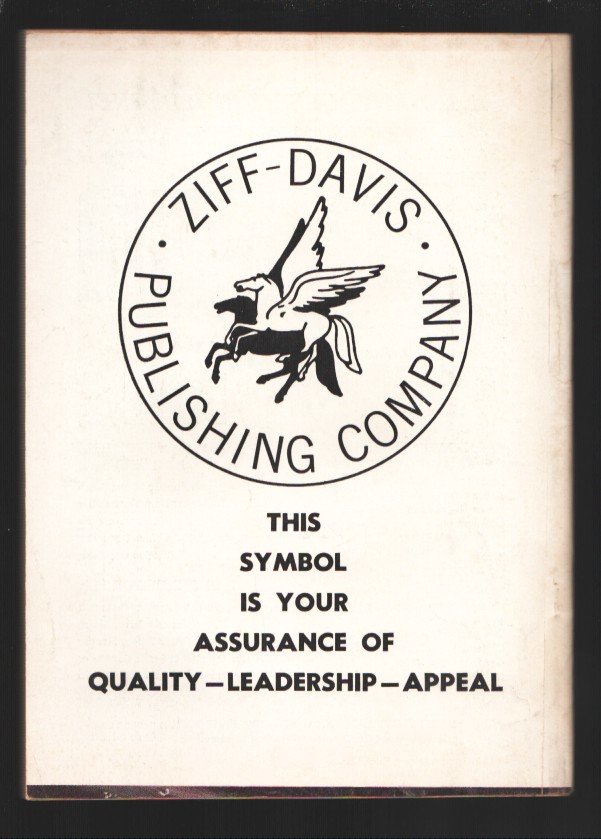 · ZIFF-DAVIS ·
PUBLISHING COMPANY
THIS
SYMBOL
IS YOUR
ASSURANCE OF
QUALITY—LEADERSHIP—APPEAL